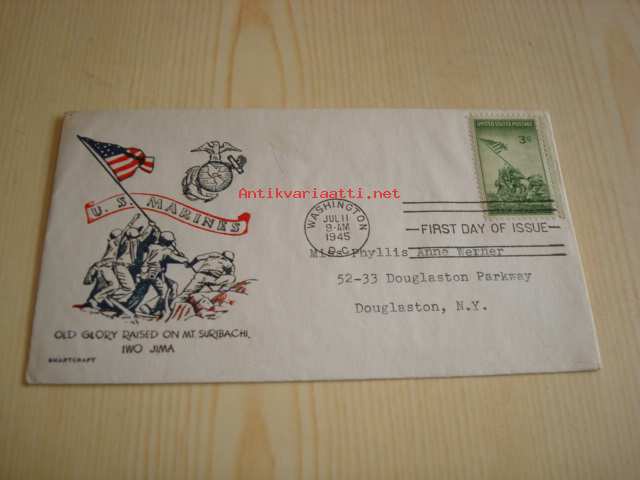 U.S. MARINES
OLD GLORY RAISED ON MT. SURIBACHI,
IWO JIMA
SMARTCRAFT
Antikvariaatti.net
WASHINGTON
JUL 11
9-AM
1945
D.C.
FIRST DAY OF ISSUE
UNITED STATES POSTAGE
3¢
Miss Phyllis Anne Werner
52-33 Douglaston Parkway
Douglaston, N.Y.